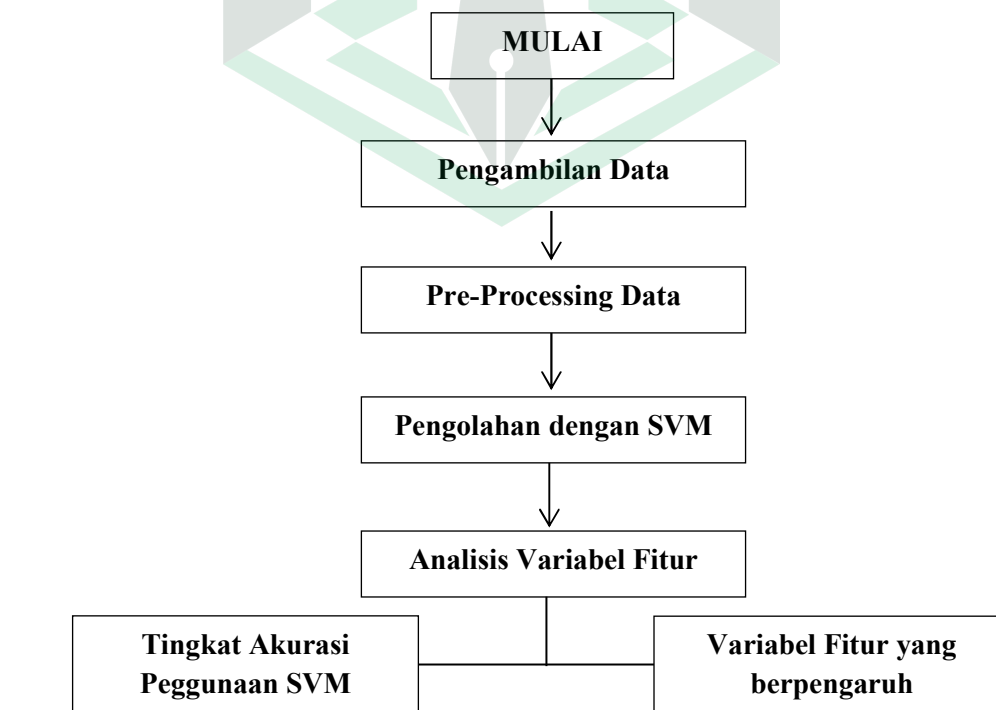 MULAI
Pengambilan Data
Pre-Processing Data
Pengolahan dengan SVM
Analisis Variabel Fitur
Tingkat Akurasi
Peggunaan SVM
Variabel Fitur yang
berpengaruh